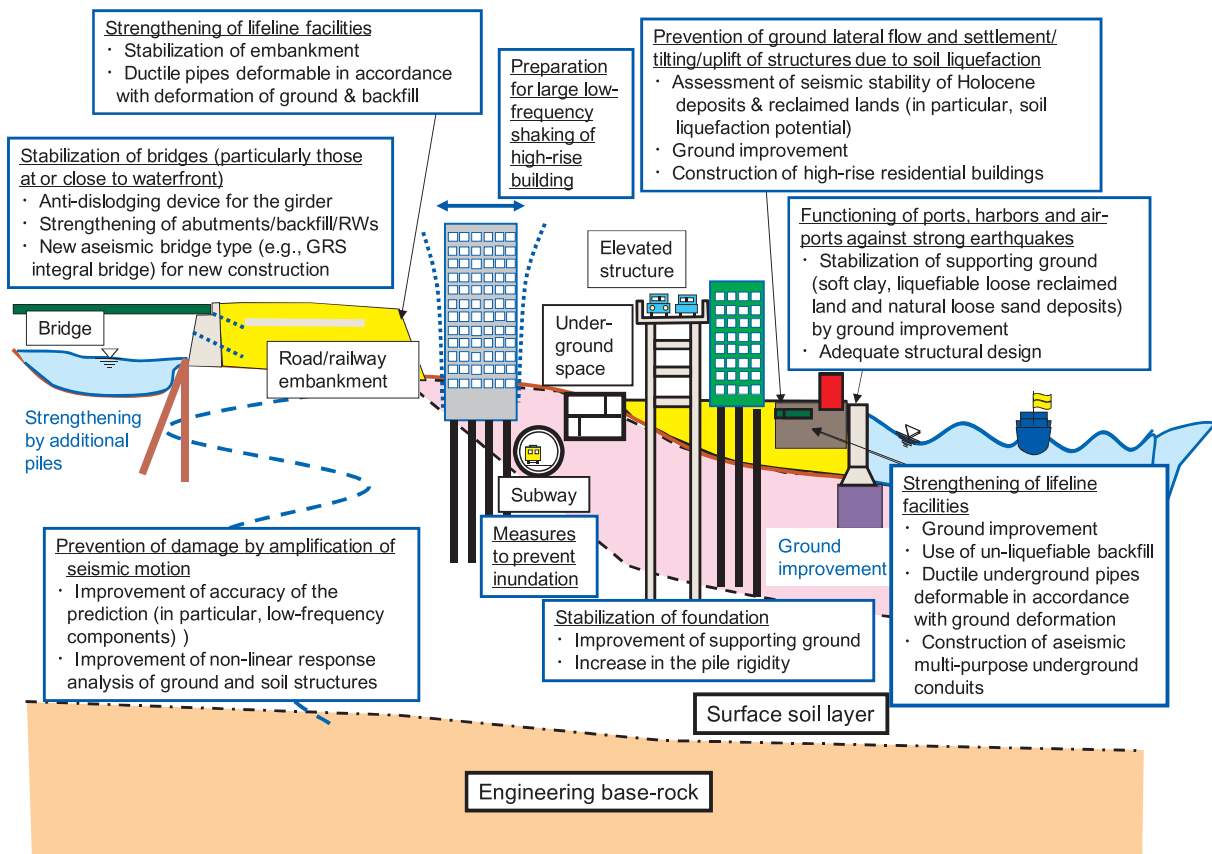 Strengthening of lifeline facilities
· Stabilization of embankment
· Ductile pipes deformable in accordance
with deformation of ground & backfill
Preparation
for large low-
frequency
shaking of
high-rise
building
Prevention of ground lateral flow and settlement/
tilting/uplift of structures due to soil liquefaction
· Assessment of seismic stability of Holocene
deposits & reclaimed lands (in particular, soil
liquefaction potential)
· Ground improvement
· Construction of high-rise residential buildings
Stabilization of bridges (particularly those
at or close to waterfront)
· Anti-dislodging device for the girder
· Strengthening of abutments/backfill/RWs
· New aseismic bridge type (e.g., GRS
integral bridge) for new construction
Functioning of ports, harbors and air-
ports against strong earthquakes
· Stabilization of supporting ground
(soft clay, liquefiable loose reclaimed
land and natural loose sand deposits)
by ground improvement
· Adequate structural design
Elevated
structure
Bridge
Road/railway
embankment
Under-
ground
space
Strengthening
by additional
piles
Subway
Measures
to prevent
inundation
Ground
improvement
Strengthening of lifeline
facilities
· Ground improvement
· Use of un-liquefiable backfill
· Ductile underground pipes
deformable in accordance
with ground deformation
· Construction of aseismic
multi-purpose underground
conduits
Prevention of damage by amplification of
seismic motion
· Improvement of accuracy of the
prediction (in particular, low-frequency
components) )
· Improvement of non-linear response
analysis of ground and soil structures
Stabilization of foundation
· Improvement of supporting ground
· Increase in the pile rigidity
Surface soil layer
Engineering base-rock